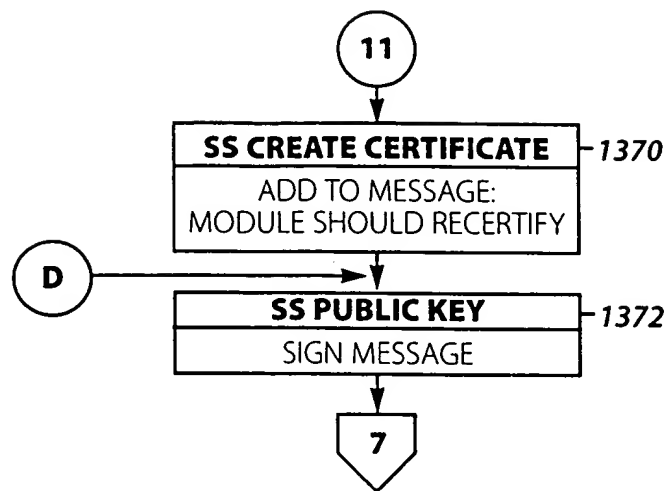 11
SS CREATE CERTIFICATE
1370
ADD TO MESSAGE:
MODULE SHOULD RECERTIFY
D
SS PUBLIC KEY
1372
SIGN MESSAGE
7